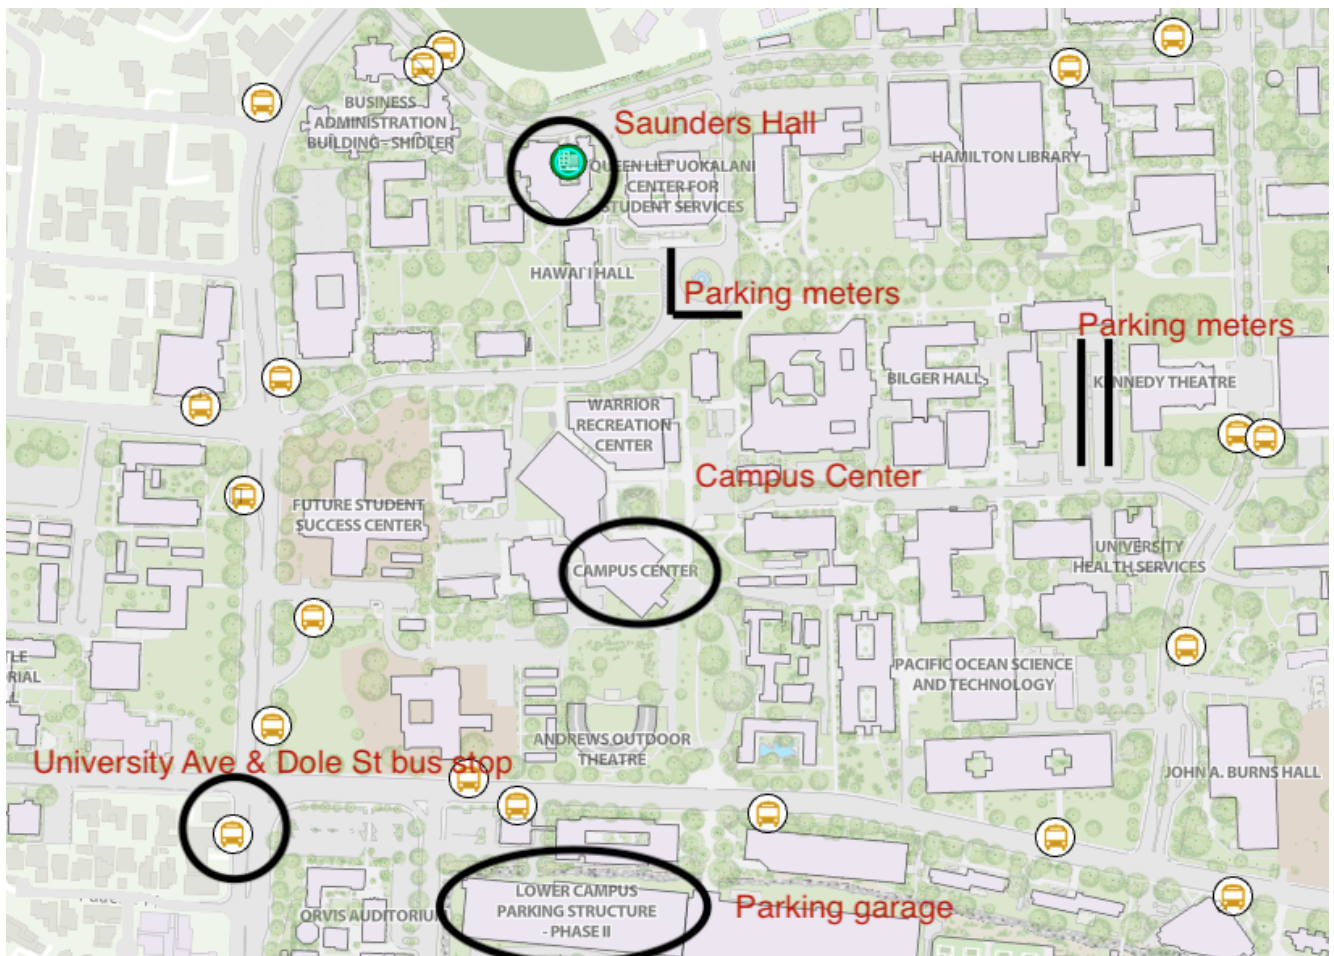 BUSINESS
ADMINISTRATION
BUILDING - SHIDLER
Saunders Hall
QUEEN LILI'UOKALANI
CENTER FOR
STUDENT SERVICES
HAMILTON LIBRARY
HAWAI'I HALL
Parking meters
Parking meters
BILGER HALL
KENNEDY THEATRE
WARRIOR
RECREATION
CENTER
Campus Center
FUTURE STUDENT
SUCCESS CENTER
CAMPUS CENTER
UNIVERSITY
HEALTH SERVICES
PACIFIC OCEAN SCIENCE
AND TECHNOLOGY
ANDREWS OUTDOOR
THEATRE
University Ave & Dole St bus stop
JOHN A. BURNS HALL
LOWER CAMPUS
PARKING STRUCTURE
- PHASE II
ORVIS AUDITORIUM
Parking garage